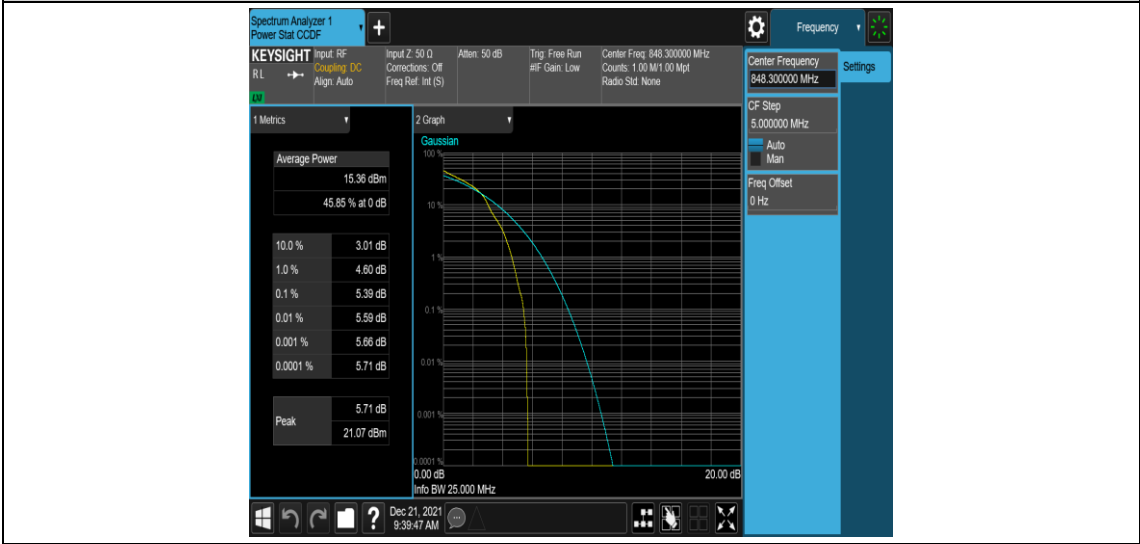 Spectrum Analyzer 1
Power Stat CCDF
+
Frequency
KEYSIGHT
Input: RF
Coupling: DC
Align: Auto
RL
Input Z: 50 Ω
Corrections: Off
Freq Ref: Int (S)
Atten: 50 dB
Trig: Free Run
#IF Gain: Low
Center Freq: 848.300000 MHz
Counts: 1.00 M/1.00 Mpt
Radio Std: None
Center Frequency
848.300000 MHz
Settings
CF Step
5.000000 MHz
Auto
Man
Freq Offset
0 Hz
1 Metrics
Average Power
15.36 dBm
45.85 % at 0 dB
10.0 % 3.01 dB
1.0 % 4.60 dB
0.1 % 5.39 dB
0.01 % 5.59 dB
0.001 % 5.66 dB
0.0001 % 5.71 dB
Peak
5.71 dB
21.07 dBm
2 Graph
Gaussian
100 %
10 %
1 %
0.1 %
0.01 %
0.001 %
0.0001 %
0.00 dB 20.00 dB
Info BW 25.000 MHz
?
Dec 21, 2021
9:39:47 AM